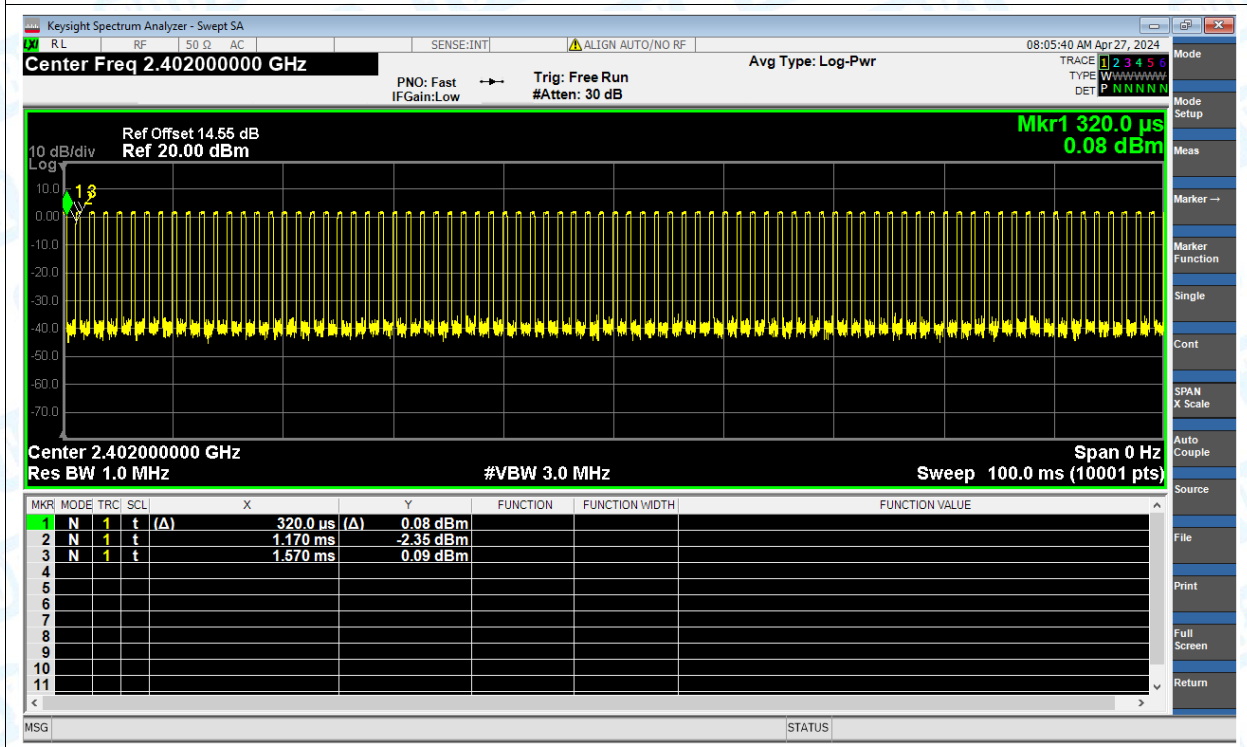 Keysight Spectrum Analyzer - Swept SA
LXI RL RF 50 Ω AC SENSE:INT ALIGN AUTO/NO RF 08:05:40 AM Apr 27, 2024
Center Freq 2.402000000 GHz
PNO: Fast
IFGain:Low
Trig: Free Run
#Atten: 30 dB
Avg Type: Log-Pwr
TRACE 1 2 3 4 5 6
TYPE WWWWWW
DET P N N N N N
Mkr1 320.0 µs
0.08 dBm
Ref Offset 14.55 dB
10 dB/div Ref 20.00 dBm
Log
10.0
0.00
-10.0
-20.0
-30.0
-40.0
-50.0
-60.0
-70.0
1 2 3
Center 2.402000000 GHz Span 0 Hz
Res BW 1.0 MHz #VBW 3.0 MHz Sweep 100.0 ms (10001 pts)
MKR MODE TRC SCL X Y FUNCTION FUNCTION WIDTH FUNCTION VALUE
1 N 1 t (Δ) 320.0 µs (Δ) 0.08 dBm
2 N 1 t 1.170 ms -2.35 dBm
3 N 1 t 1.570 ms 0.09 dBm
4
5
6
7
8
9
10
11
MSG STATUS
Mode
Mode
Setup
Meas
Marker →
Marker
Function
Single
Cont
SPAN
X Scale
Auto
Couple
Source
File
Print
Full
Screen
Return